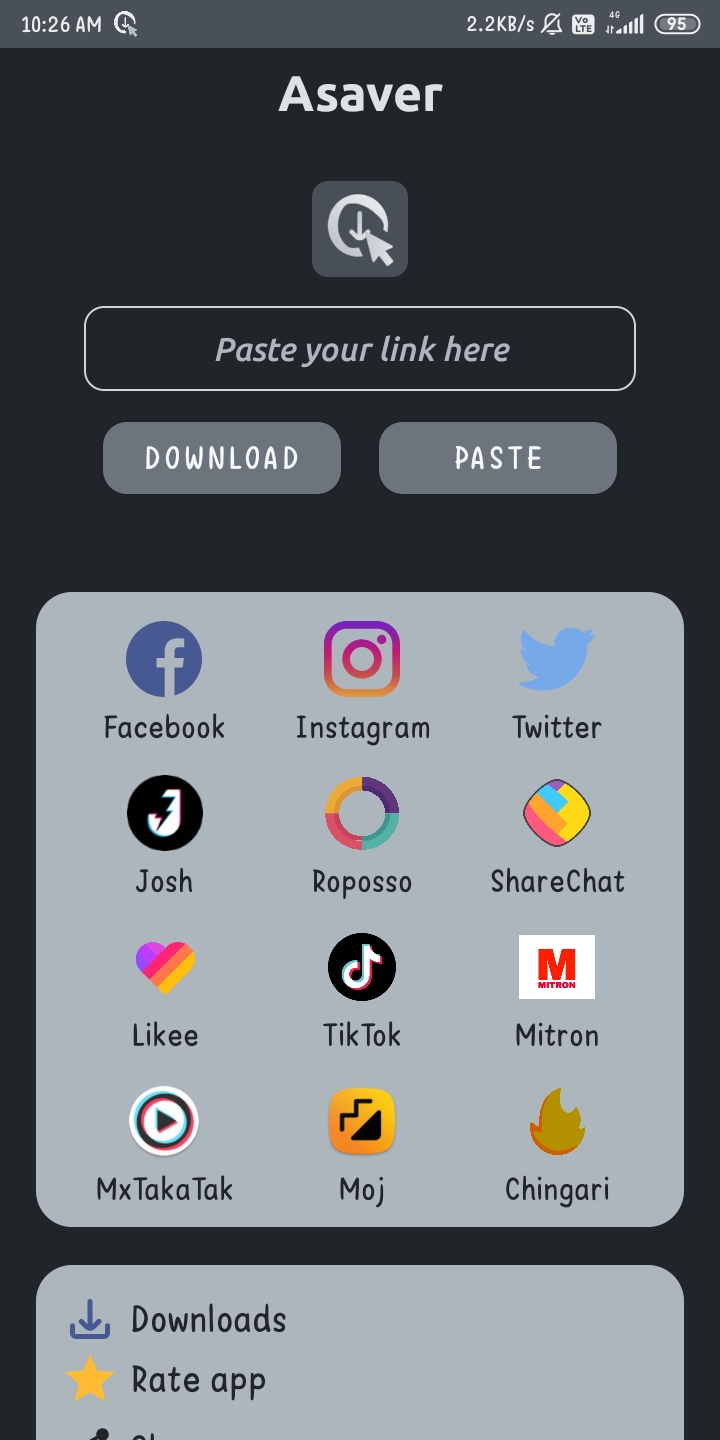 10:26 AM 2.2KB/s Vo LTE 4G 95
Asaver
Paste your link here
DOWNLOAD PASTE
Facebook Instagram Twitter
Josh Roposso ShareChat
M
MITRON
Likee TikTok Mitron
MxTakaTak Moj Chingari
Downloads
Rate app